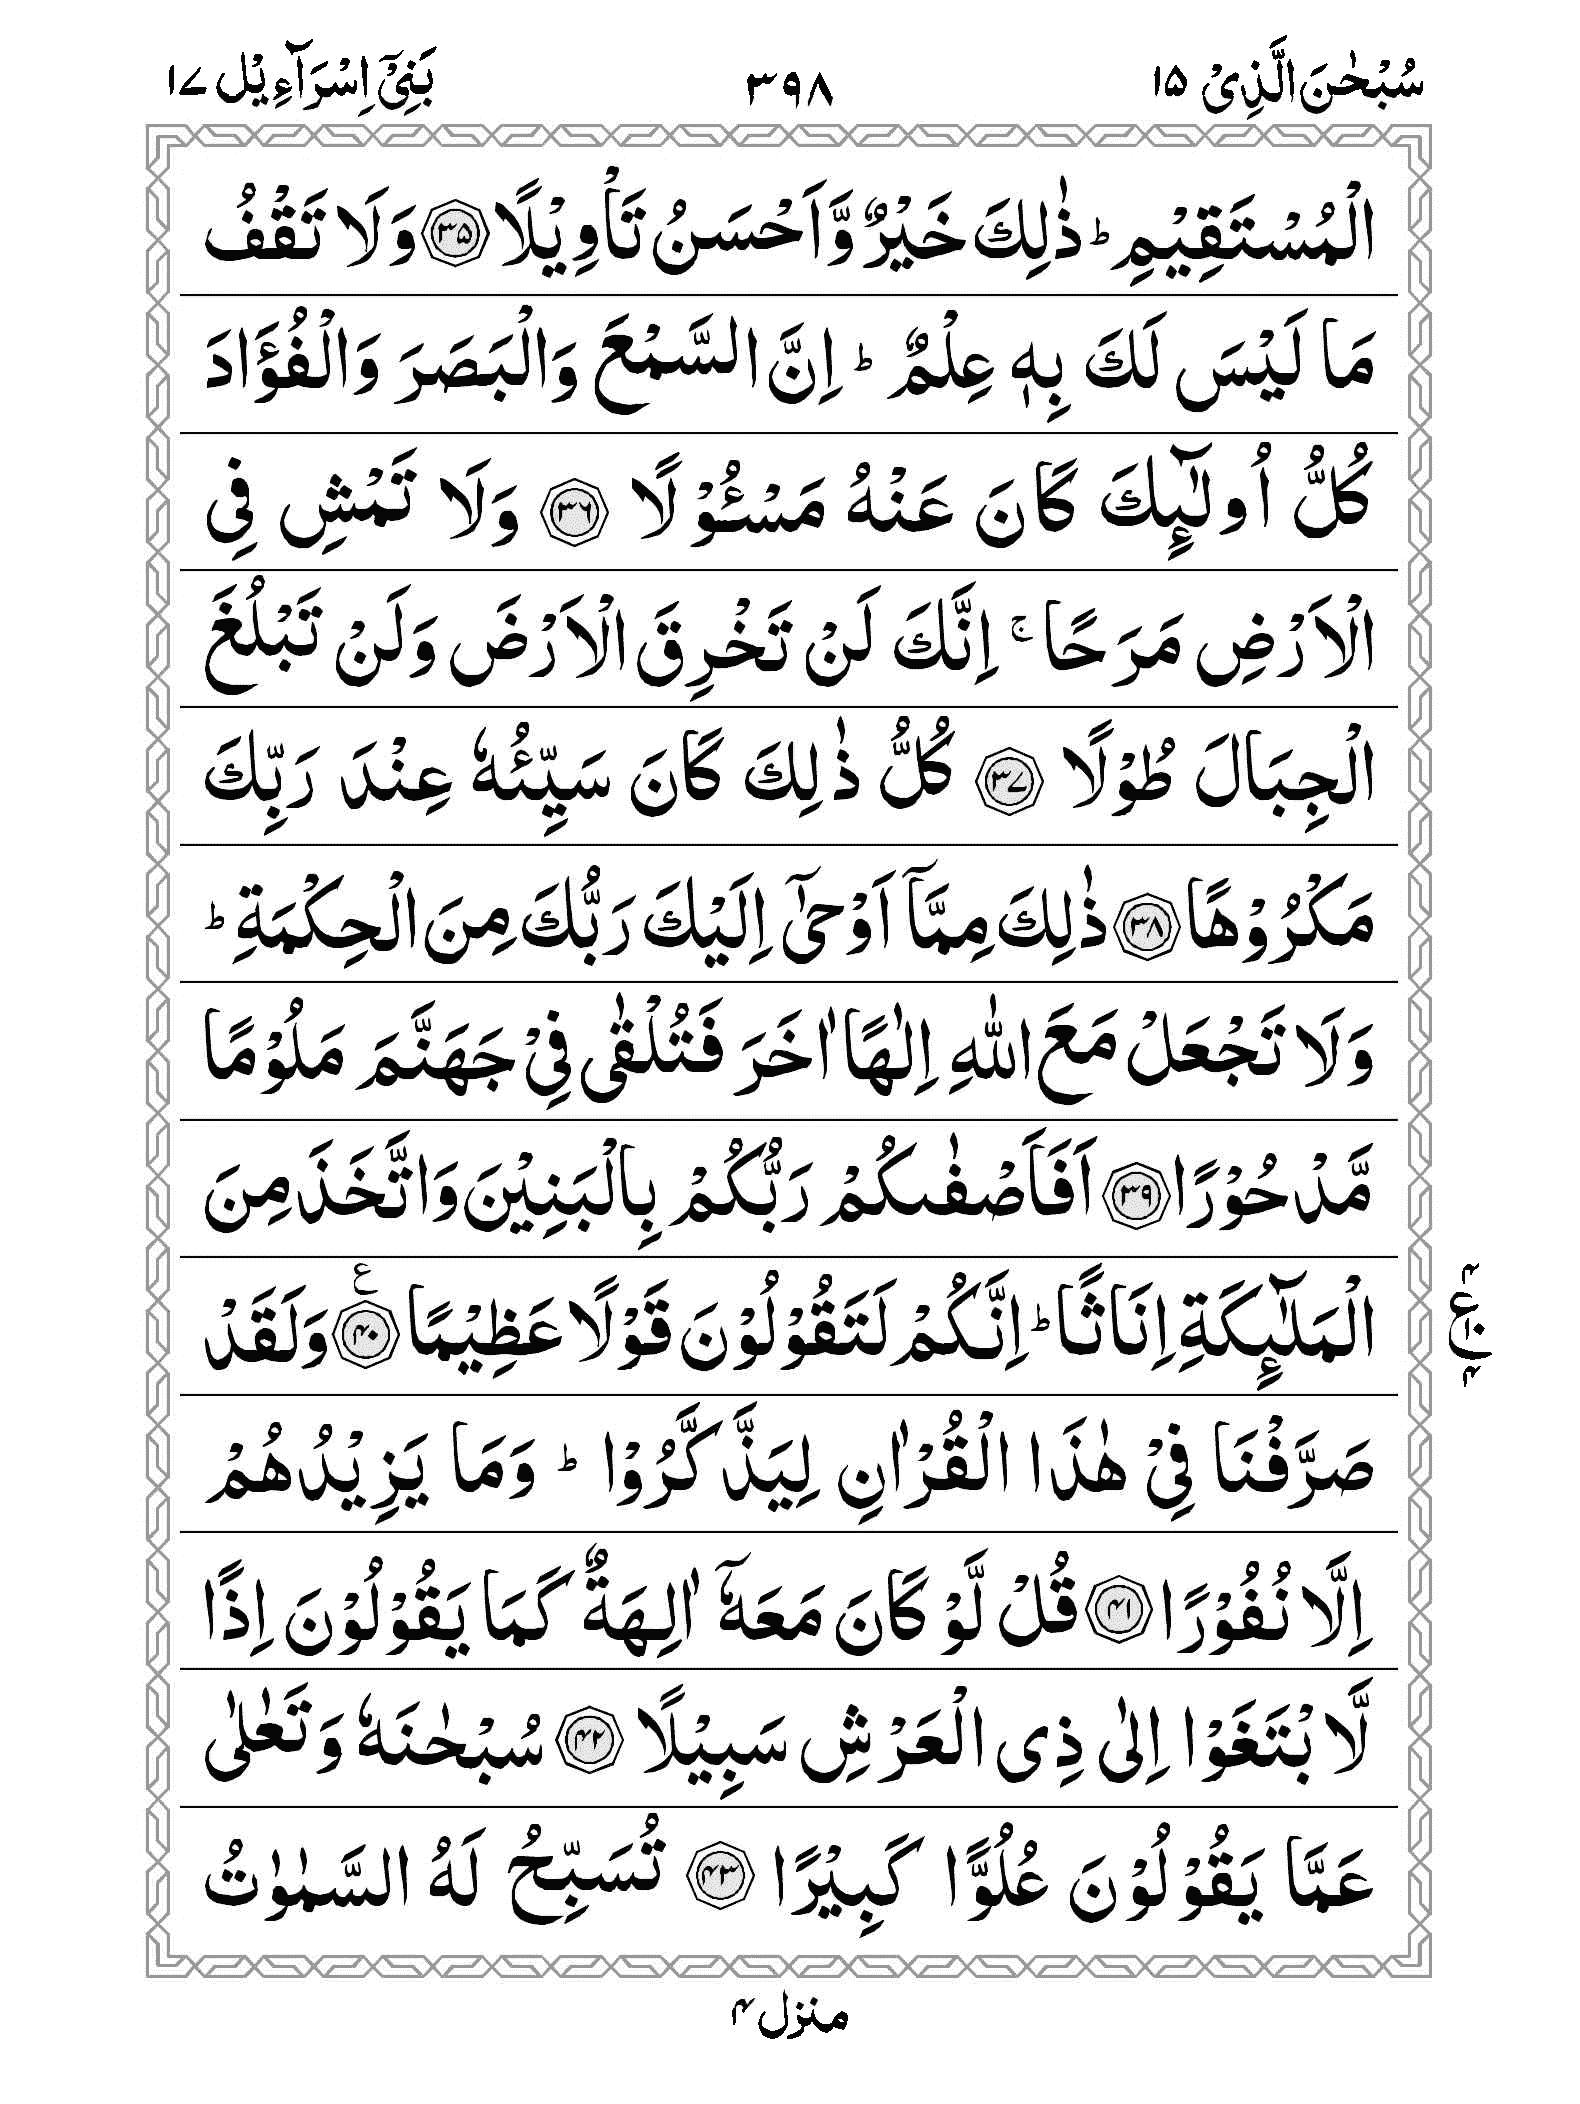 سُبْحٰنَ الَّذِیْ ۱۵
۳۹۸
بَنِیْۤ اِسْرَآءِیْل ۱۷
الْمُسْتَقِیْمِ ؕ ذٰلِكَ خَیْرٌ وَّاَحْسَنُ تَاْوِیْلًا ۳۵ وَلَا تَقْفُ
مَا لَیْسَ لَكَ بِهٖ عِلْمٌ ؕ اِنَّ السَّمْعَ وَالْبَصَرَ وَالْفُؤَادَ
كُلُّ اُولٰٓىِٕكَ كَانَ عَنْهُ مَسْـُٔوْلًا ۳۶ وَلَا تَمْشِ فِی
الْاَرْضِ مَرَحًا ۚ اِنَّكَ لَنْ تَخْرِقَ الْاَرْضَ وَلَنْ تَبْلُغَ
الْجِبَالَ طُوْلًا ۳۷ كُلُّ ذٰلِكَ كَانَ سَیِّئُهٗ عِنْدَ رَبِّكَ
مَكْرُوْهًا ۳۸ ذٰلِكَ مِمَّاۤ اَوْحٰۤی اِلَیْكَ رَبُّكَ مِنَ الْحِكْمَةِ ؕ
وَلَا تَجْعَلْ مَعَ اللّٰهِ اِلٰهًا اٰخَرَ فَتُلْقٰی فِیْ جَهَنَّمَ مَلُوْمًا
مَّدْحُوْرًا ۳۹ اَفَاَصْفٰىكُمْ رَبُّكُمْ بِالْبَنِیْنَ وَاتَّخَذَ مِنَ
الْمَلٰٓىِٕكَةِ اِنَاثًا ؕ اِنَّكُمْ لَتَقُوْلُوْنَ قَوْلًا عَظِیْمًا ۴۰ ع وَلَقَدْ
۴ ع ۱۰ ۴
صَرَّفْنَا فِیْ هٰذَا الْقُرْاٰنِ لِیَذَّكَّرُوْا ؕ وَمَا یَزِیْدُهُمْ
اِلَّا نُفُوْرًا ۴۱ قُلْ لَّوْ كَانَ مَعَهٗۤ اٰلِهَةٌ كَمَا یَقُوْلُوْنَ اِذًا
لَّابْتَغَوْا اِلٰی ذِی الْعَرْشِ سَبِیْلًا ۴۲ سُبْحٰنَهٗ وَتَعٰلٰی
عَمَّا یَقُوْلُوْنَ عُلُوًّا كَبِیْرًا ۴۳ تُسَبِّحُ لَهُ السَّمٰوٰتُ
منزل ۴